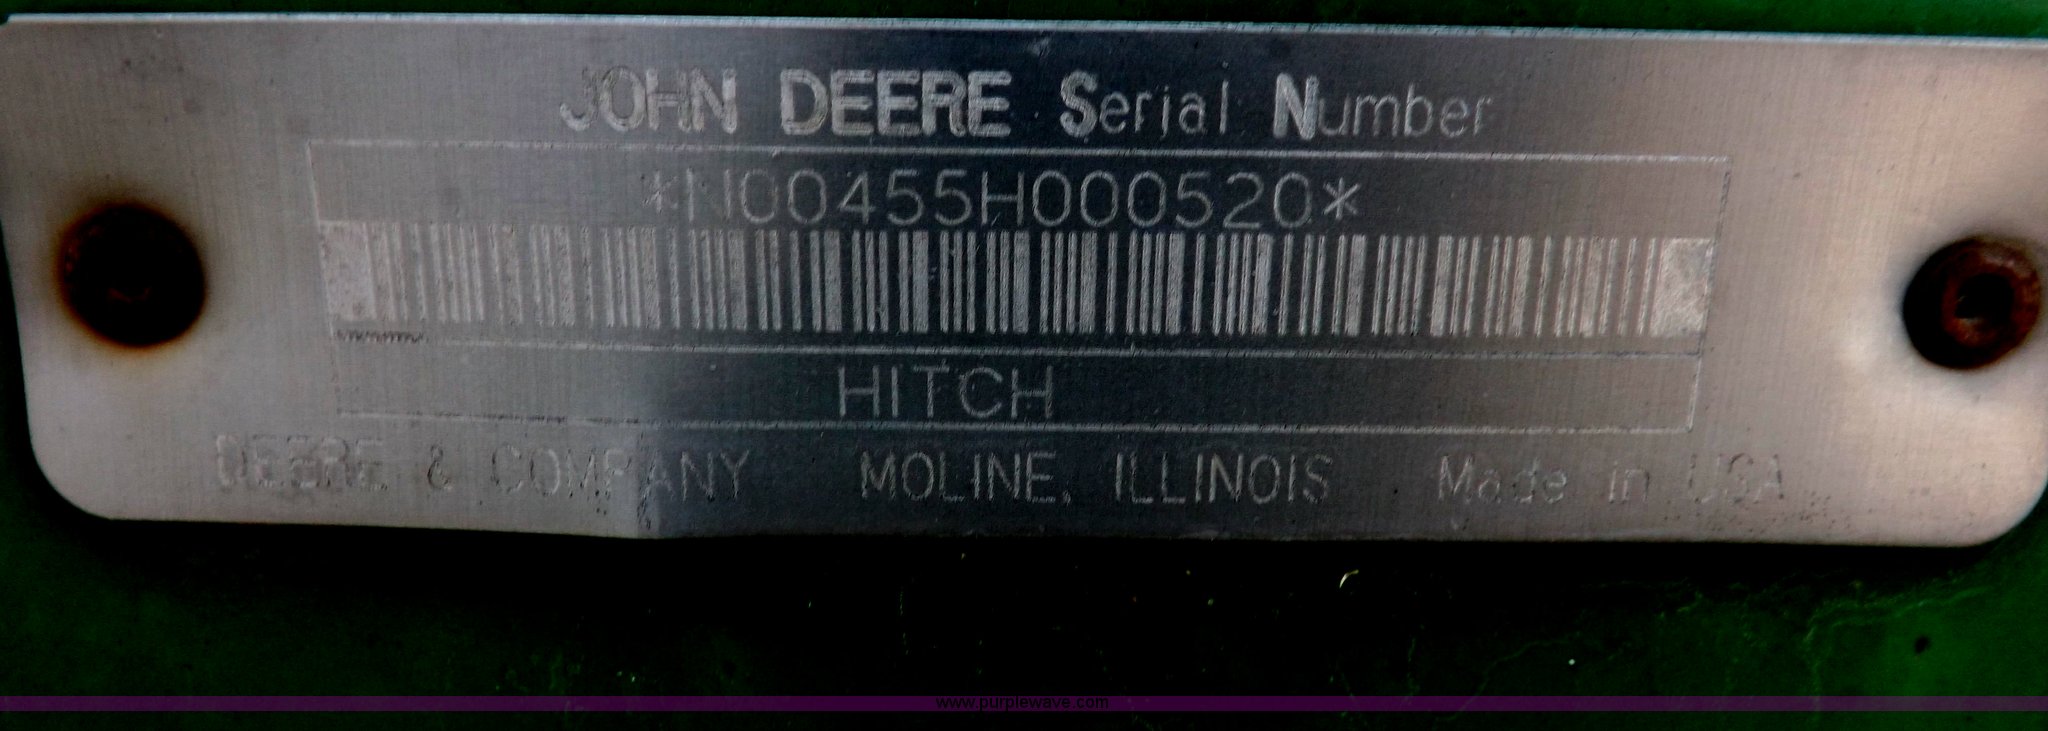 JOHN DEERE Serial Number
*N00455H000520*
HITCH
DEERE & COMPANY MOLINE, ILLINOIS Made in USA
www.purplewave.com